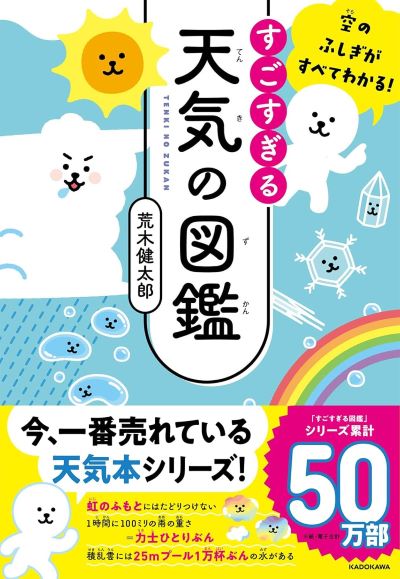 空のふしぎがすべてわかる!
すごすぎる
天気の図鑑
TENKI NO ZUKAN
荒木健太郎
今、一番売れている
天気本シリーズ!
虹のふもとにはたどりつけない
1時間に100ミリの雨の重さ
=力士ひとりぶん
積乱雲には25mプール1万杯ぶんの水がある
「すごすぎる図鑑」
シリーズ累計
50
万部
KADOKAWA